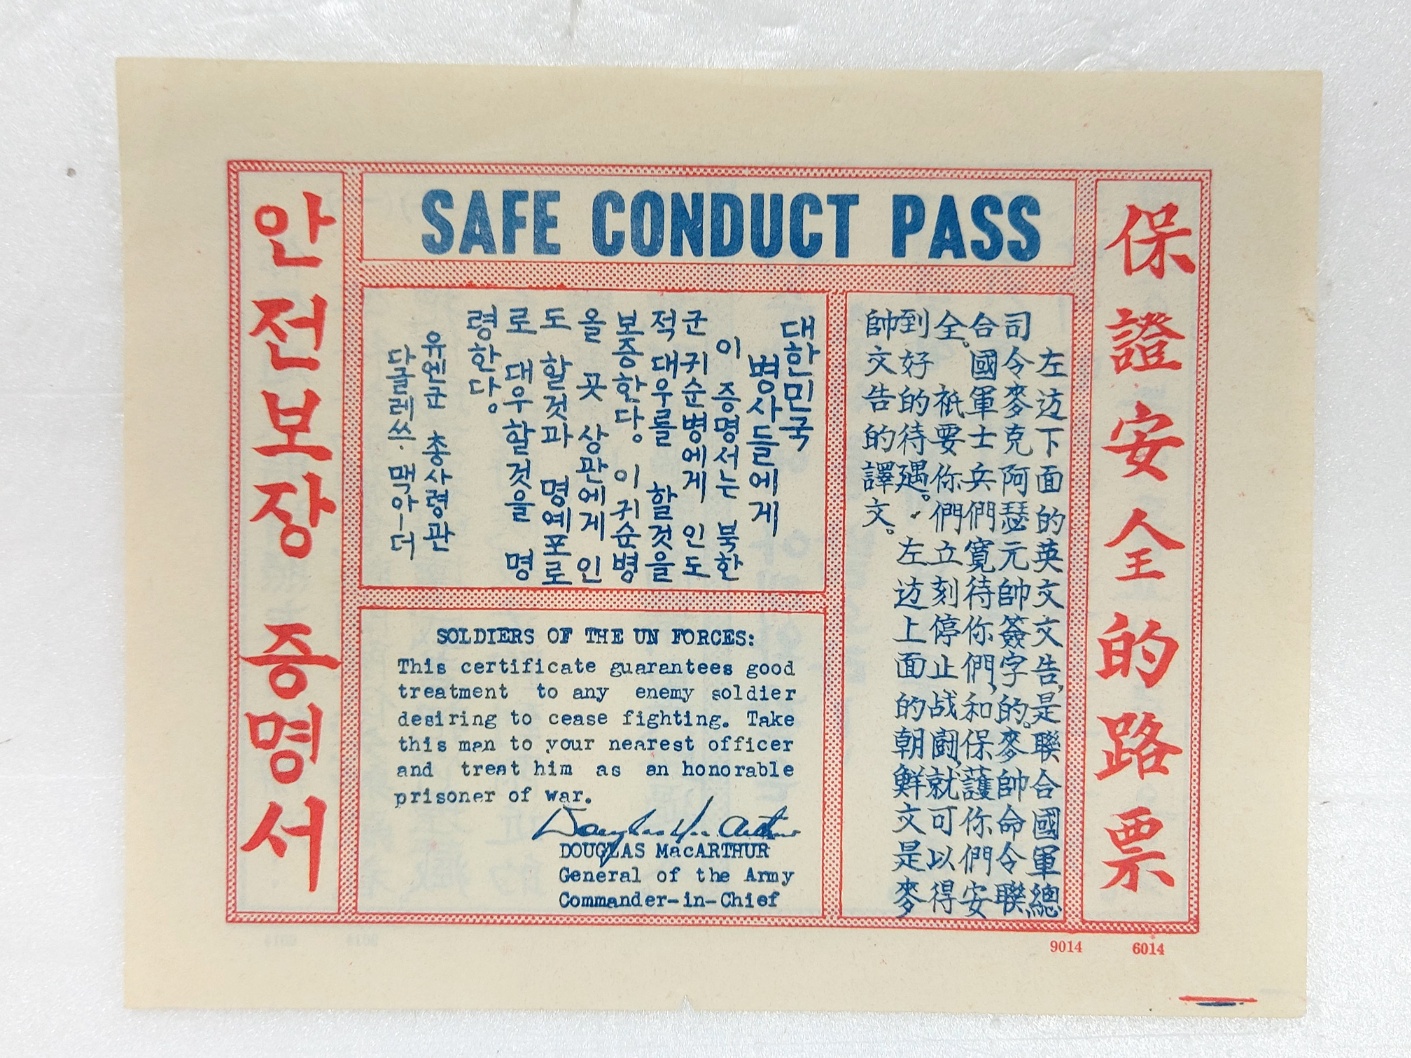 SAFE CONDUCT PASS
안전보장 증명서
대한민국
병사들에게
이 증명서는 북한
군 귀순병에게 인도
적 대우를 할것을
보증한다. 이 귀순병
을 곳 상관에게 인
도 할것과 명예포로
로 대우할것을 명
령한다.
유엔군 총사령관
다글레쓰·맥아-더
SOLDIERS OF THE UN FORCES:
This certificate guarantees good
treatment to any enemy soldier
desiring to cease fighting. Take
this man to your nearest officer
and treat him as an honorable
prisoner of war.
Douglas MacArthur
DOUGLAS MacARTHUR
General of the Army
Commander-in-Chief
左边下面的英文文告,是聯合國軍總
司令麥克阿瑟元帥簽字的。麥帥命令聯
合國軍士兵們寬待你們,和保護你們安
全。祇要你們立刻停止战鬪,就可以得
到好的待遇。左边上面的朝鮮文是麥
帥文告的譯文。
保證安全的路票
9014 6014